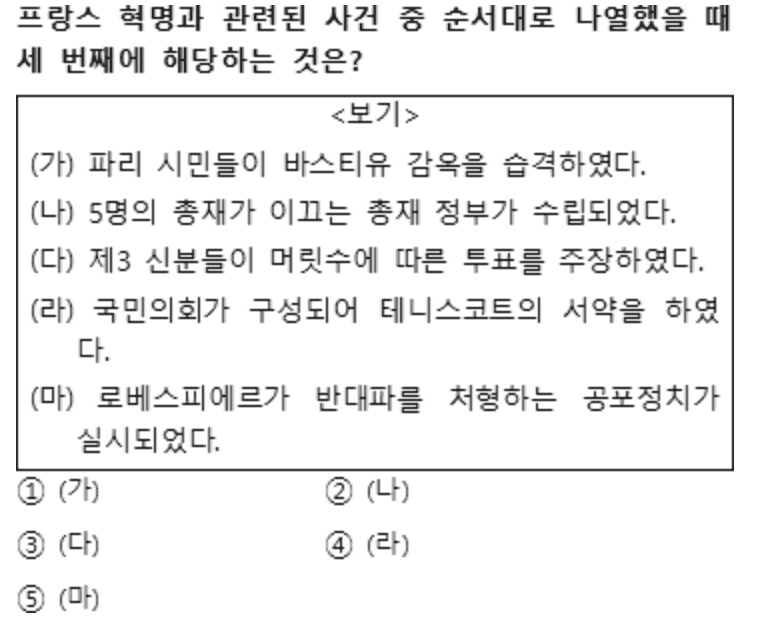 프랑스 혁명과 관련된 사건 중 순서대로 나열했을 때
세 번째에 해당하는 것은?
<보기>
(가) 파리 시민들이 바스티유 감옥을 습격하였다.
(나) 5명의 총재가 이끄는 총재 정부가 수립되었다.
(다) 제3 신분들이 머릿수에 따른 투표를 주장하였다.
(라) 국민의회가 구성되어 테니스코트의 서약을 하였
다.
(마) 로베스피에르가 반대파를 처형하는 공포정치가
실시되었다.
① (가) ② (나)
③ (다) ④ (라)
⑤ (마)